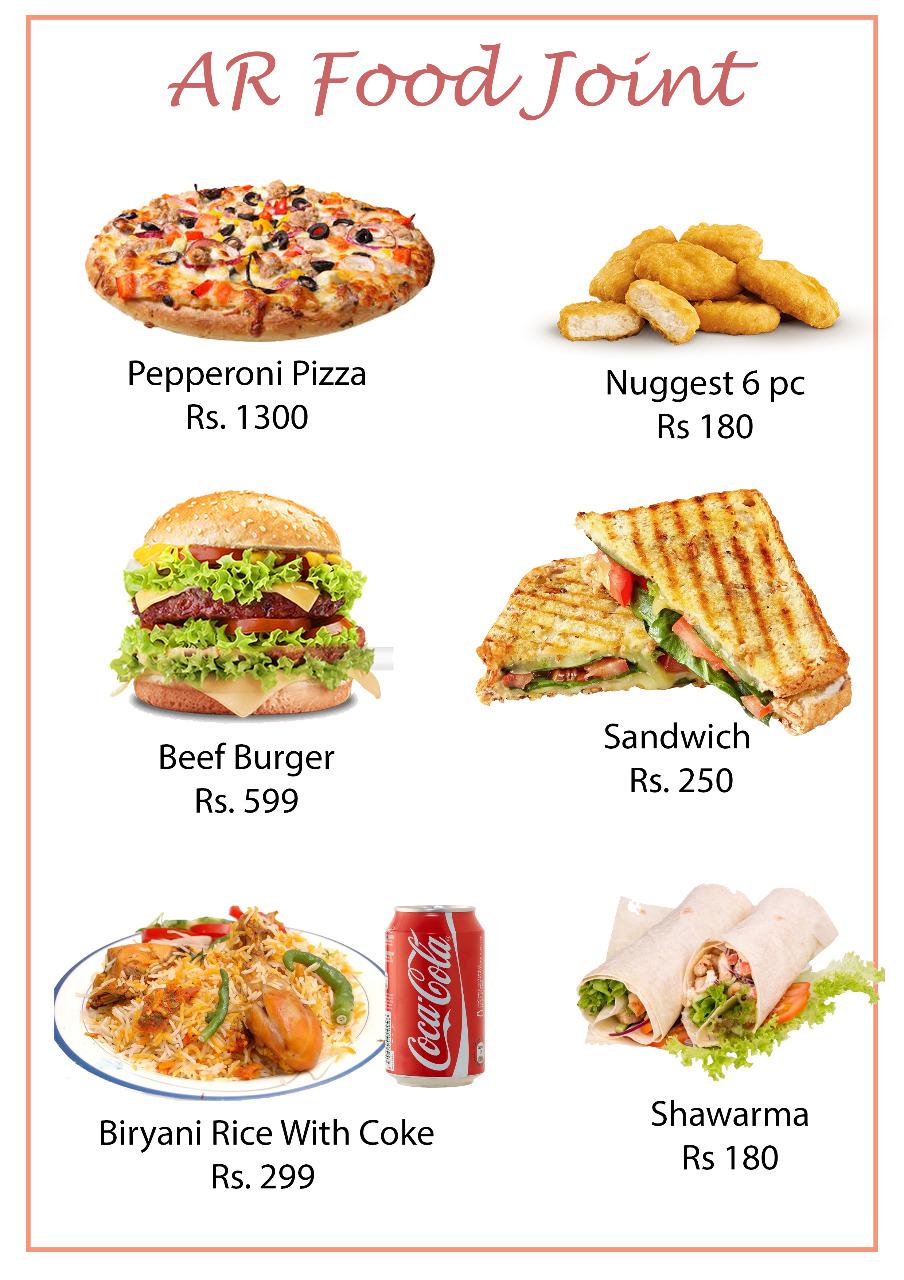 AR Food Joint
Pepperoni Pizza
Rs. 1300
Nuggest 6 pc
Rs 180
Beef Burger
Rs. 599
Sandwich
Rs. 250
Coca-Cola
Biryani Rice With Coke
Rs. 299
Shawarma
Rs 180